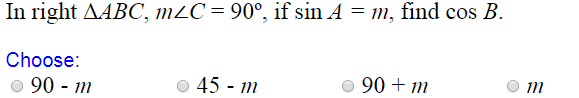 In right ΔABC, m∠C = 90º, if sin A = m, find cos B.
Choose:
90 - m 45 - m 90 + m m